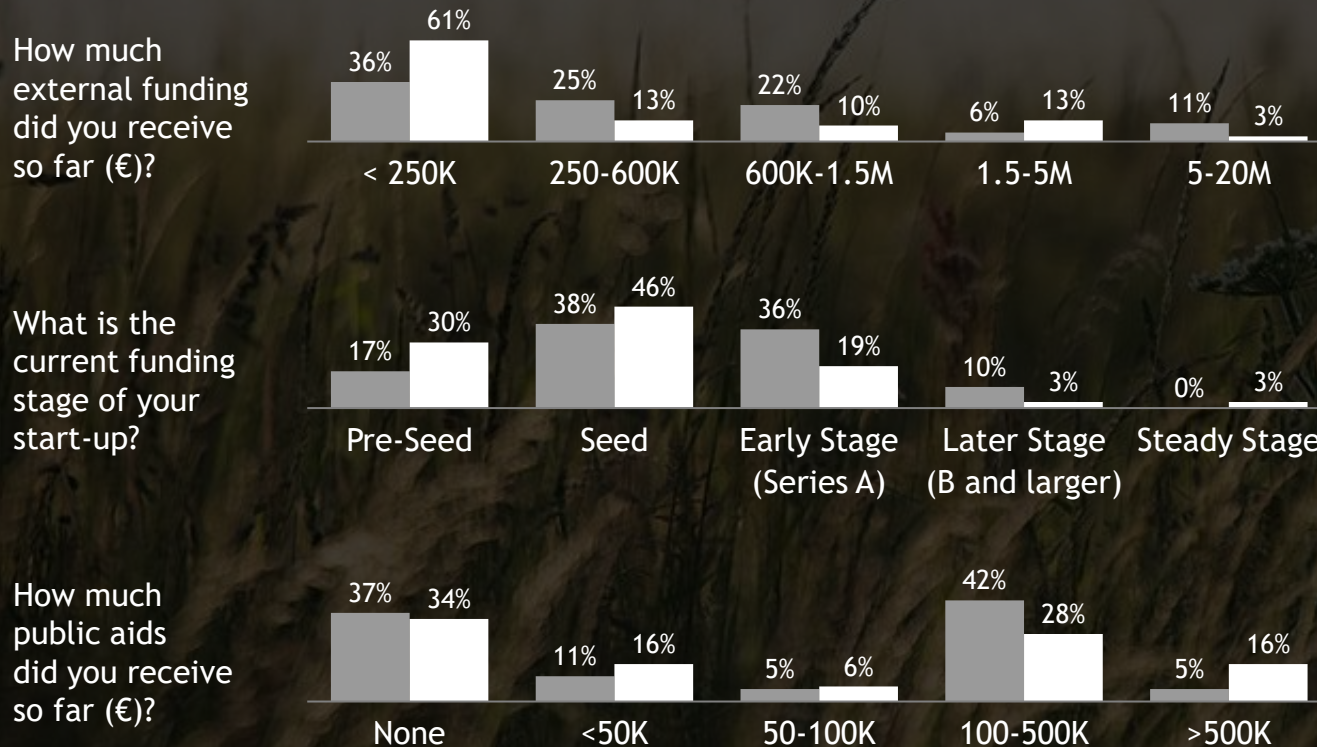 How much
external funding
did you receive
so far (€)?
36% 61% 25% 13% 22% 10% 6% 13% 11% 3%
< 250K 250-600K 600K-1.5M 1.5-5M 5-20M
What is the
current funding
stage of your
start-up?
17% 30% 38% 46% 36% 19% 10% 3% 0% 3%
Pre-Seed Seed Early Stage Later Stage Steady Stage
(Series A) (B and larger)
How much
public aids
did you receive
so far (€)?
37% 34% 11% 16% 5% 6% 42% 28% 5% 16%
None <50K 50-100K 100-500K >500K